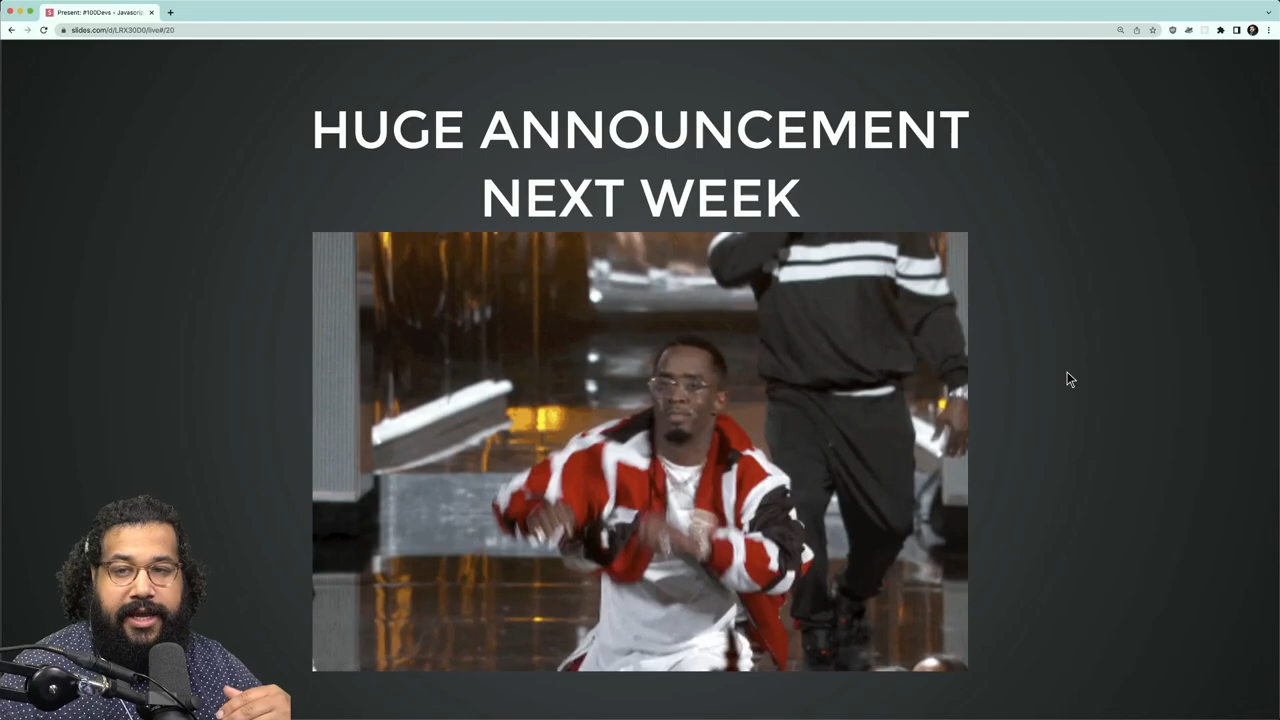 Present: #100Devs - Javascrip
slides.com/d/LRX30D0/live#/20
HUGE ANNOUNCEMENT
NEXT WEEK